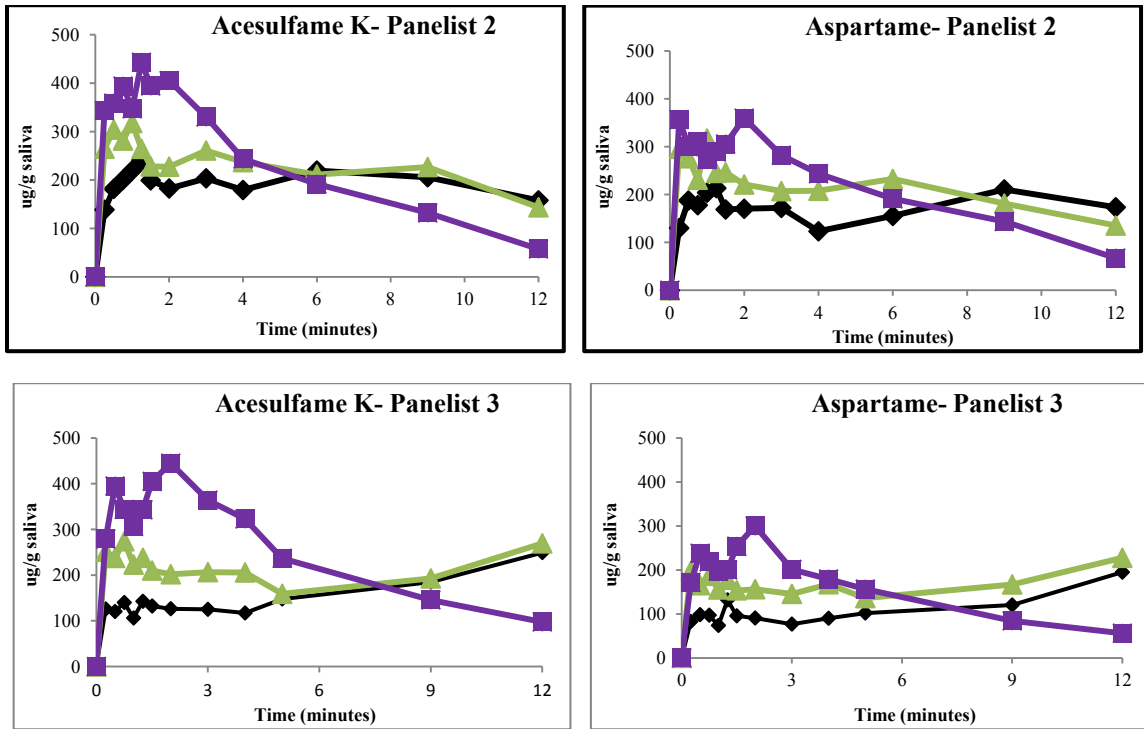 Acesulfame K- Panelist 2
500
400
300
200
100
0
ug/g saliva
0 2 4 6 8 10 12
Time (minutes)
Aspartame- Panelist 2
500
400
300
200
100
0
ug/g saliva
0 2 4 6 8 10 12
Time (minutes)
Acesulfame K- Panelist 3
500
400
300
200
100
0
ug/g saliva
0 3 6 9 12
Time (minutes)
Aspartame- Panelist 3
500
400
300
200
100
0
ug/g saliva
0 3 6 9 12
Time (minutes)